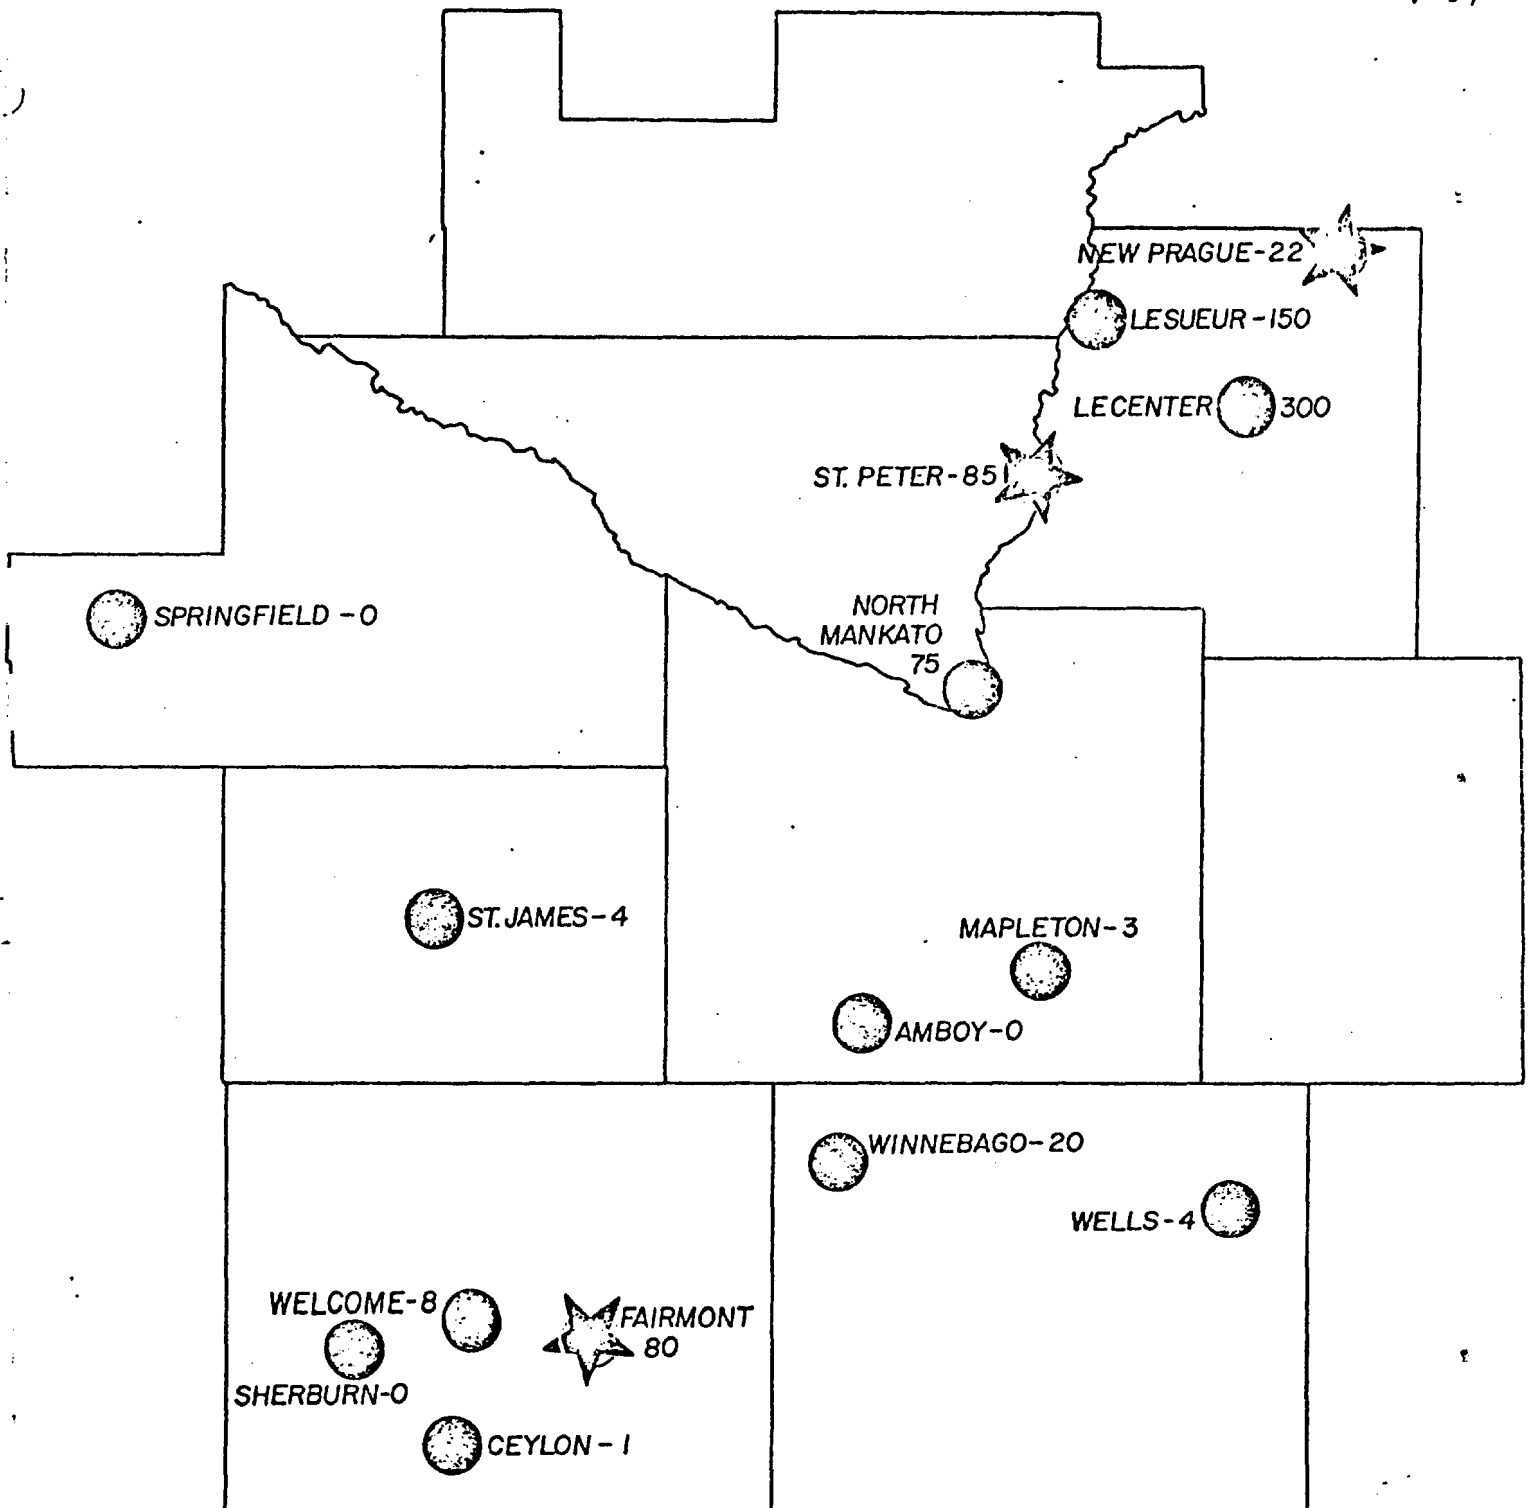 NEW PRAGUE-22
LESUEUR-150
LECENTER 300
ST. PETER-85
NORTH
MANKATO
75
SPRINGFIELD-0
ST. JAMES-4
MAPLETON-3
AMBOY-0
WINNEBAGO-20
WELLS-4
WELCOME-8
FAIRMONT
80
SHERBURN-0
CEYLON-1